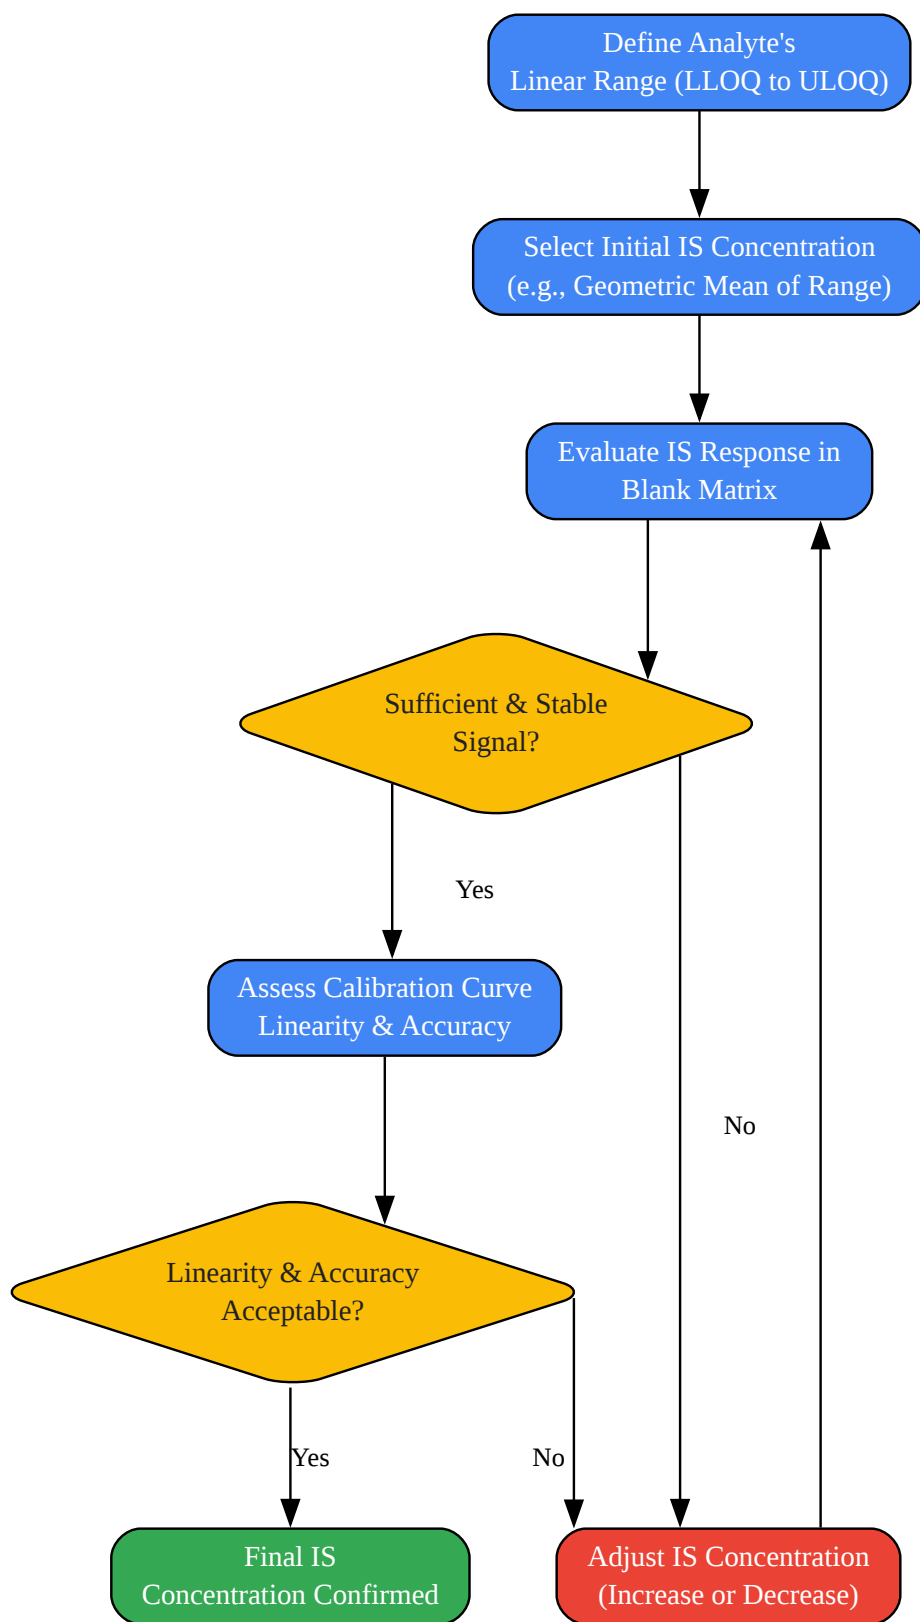 Define Analyte's
Linear Range (LLOQ to ULOQ)
Select Initial IS Concentration
(e.g., Geometric Mean of Range)
Evaluate IS Response in
Blank Matrix
Sufficient & Stable
Signal?
Yes
Assess Calibration Curve
Linearity & Accuracy
No
Linearity & Accuracy
Acceptable?
Yes
No
Final IS
Concentration Confirmed
Adjust IS Concentration
(Increase or Decrease)